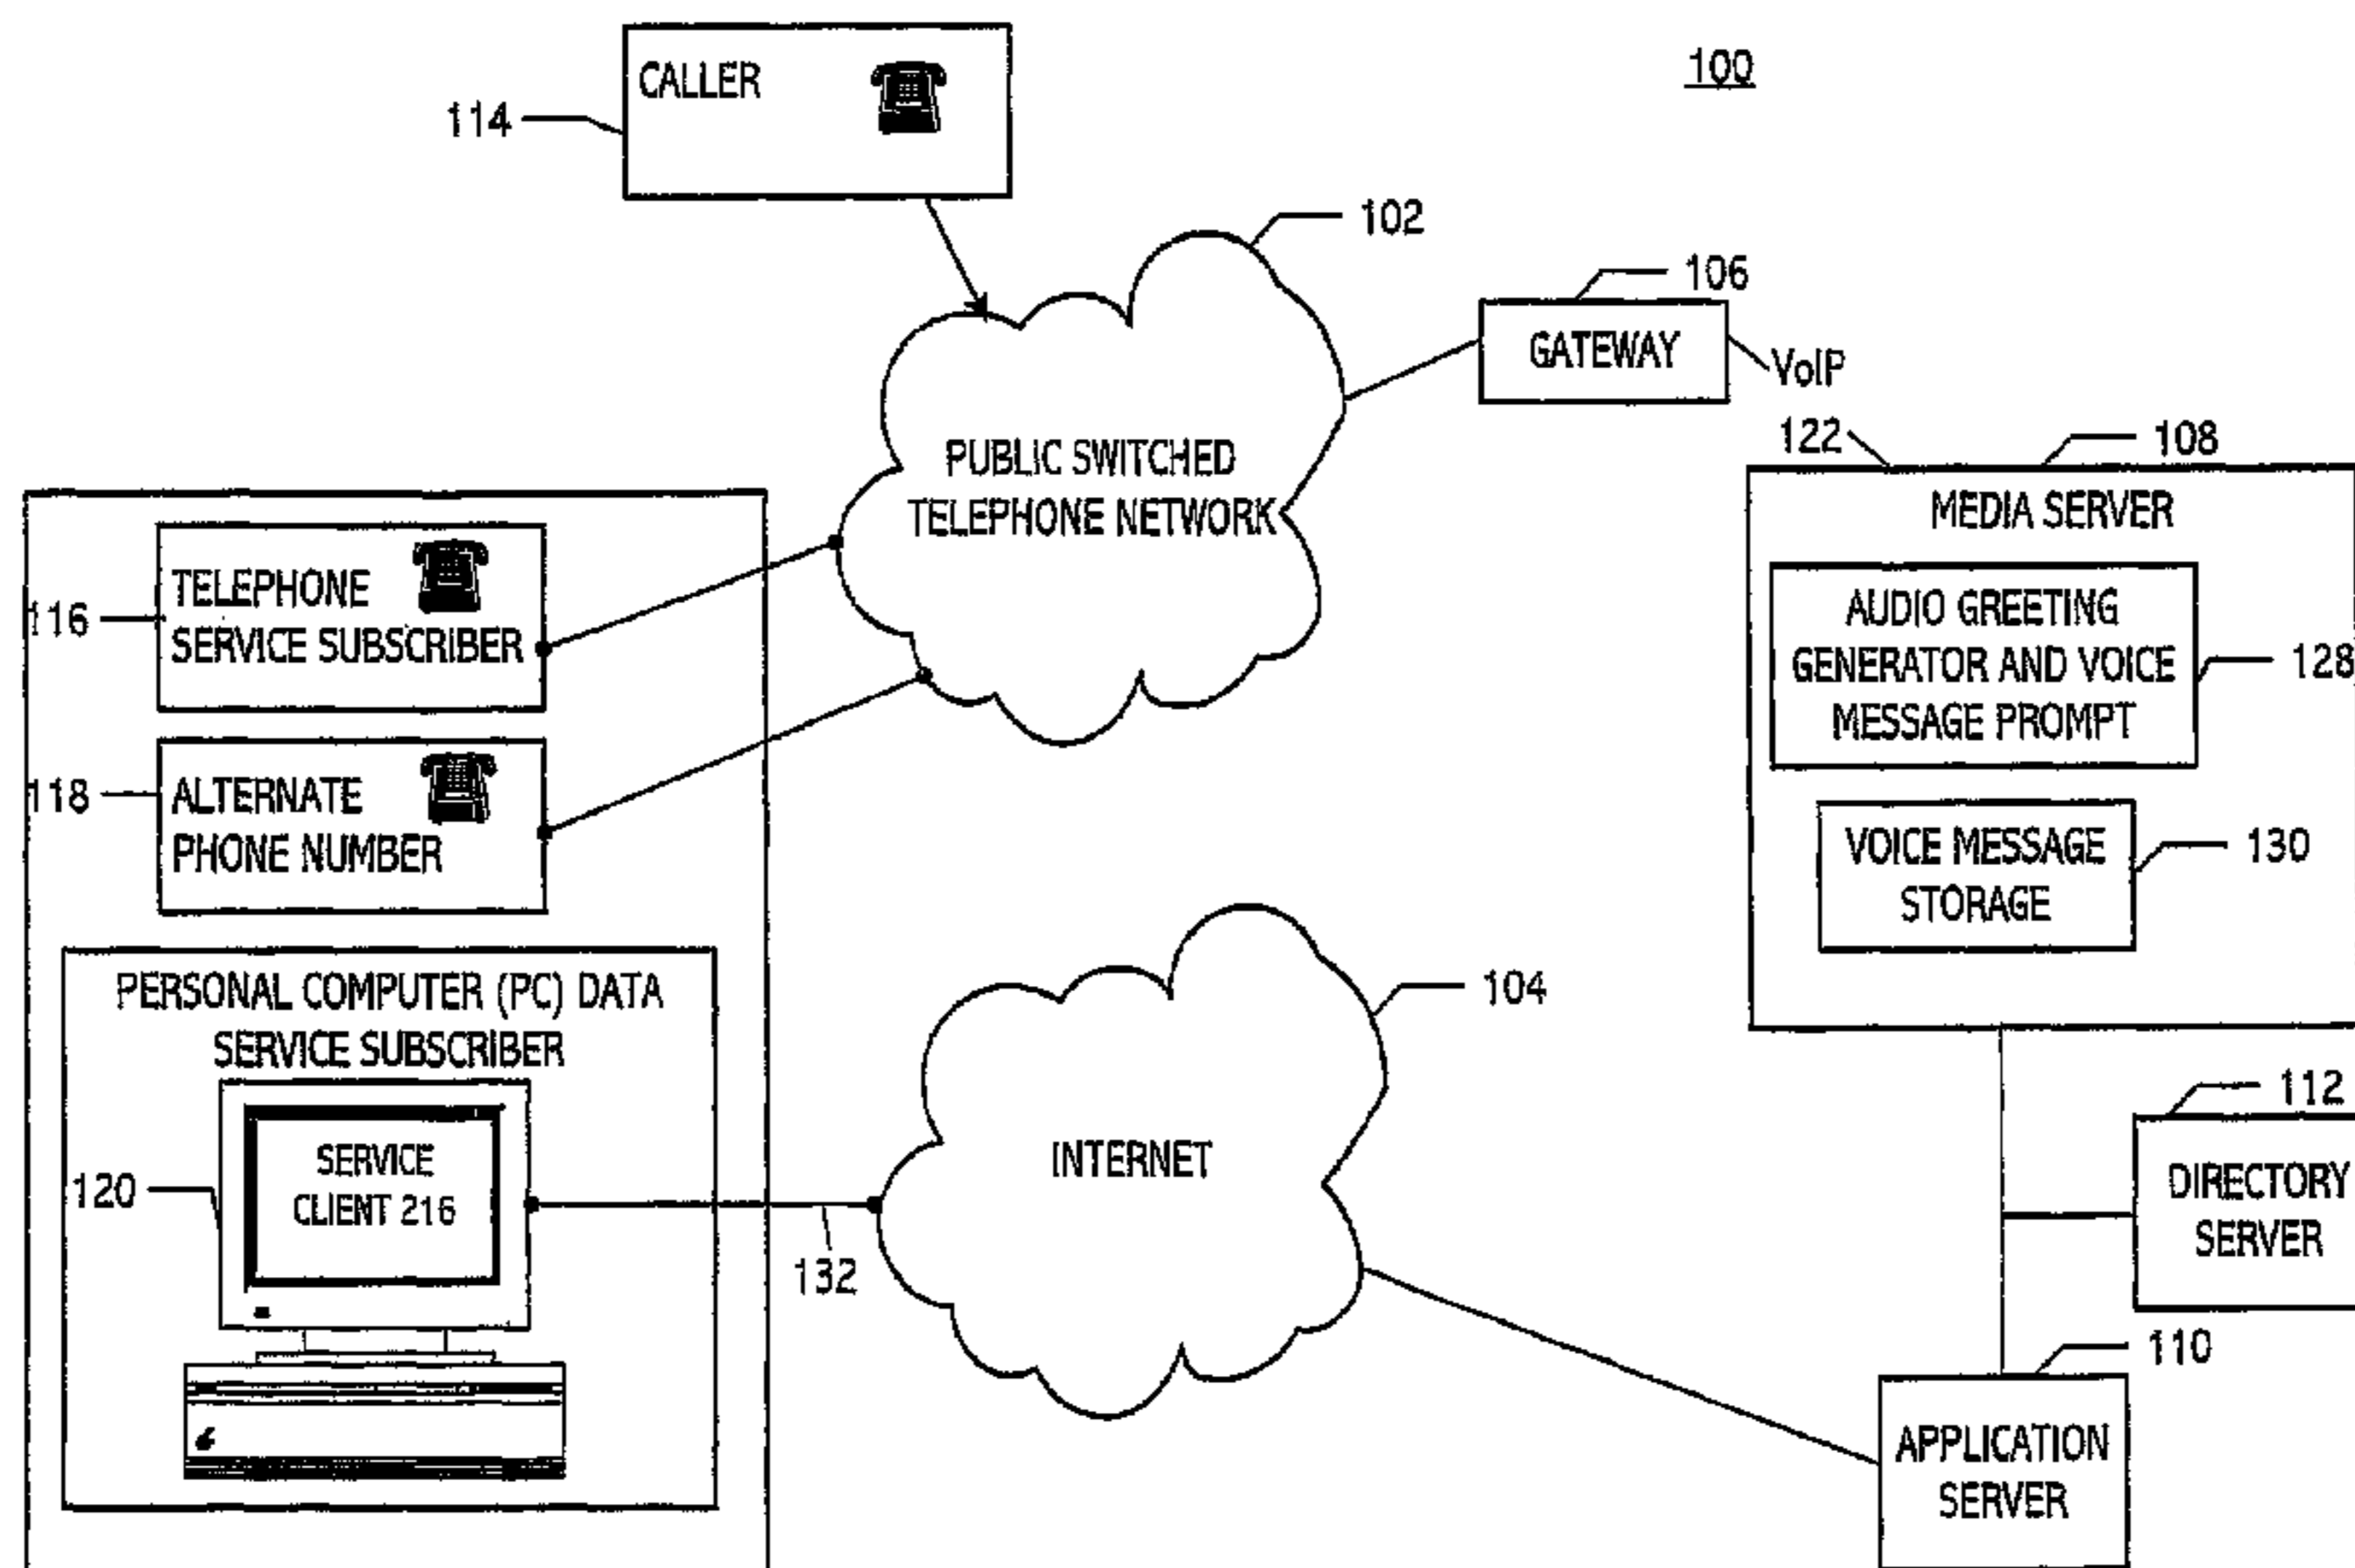 100
CALLER
114
102
106
GATEWAY
VoIP
PUBLIC SWITCHED
TELEPHONE NETWORK
122
108
MEDIA SERVER
AUDIO GREETING
GENERATOR AND VOICE
MESSAGE PROMPT
128
VOICE MESSAGE
STORAGE
130
TELEPHONE
SERVICE SUBSCRIBER
116
ALTERNATE
PHONE NUMBER
118
PERSONAL COMPUTER (PC) DATA
SERVICE SUBSCRIBER
SERVICE
CLIENT 216
120
132
104
INTERNET
112
DIRECTORY
SERVER
110
APPLICATION
SERVER